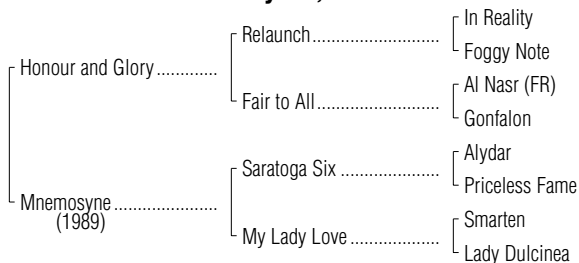 In Reality
Relaunch
Foggy Note
Honour and Glory
Al Nasr (FR)
Fair to All
Gonfalon
Alydar
Saratoga Six
Priceless Fame
Mnemosyne
(1989)
Smarten
My Lady Love
Lady Dulcinea